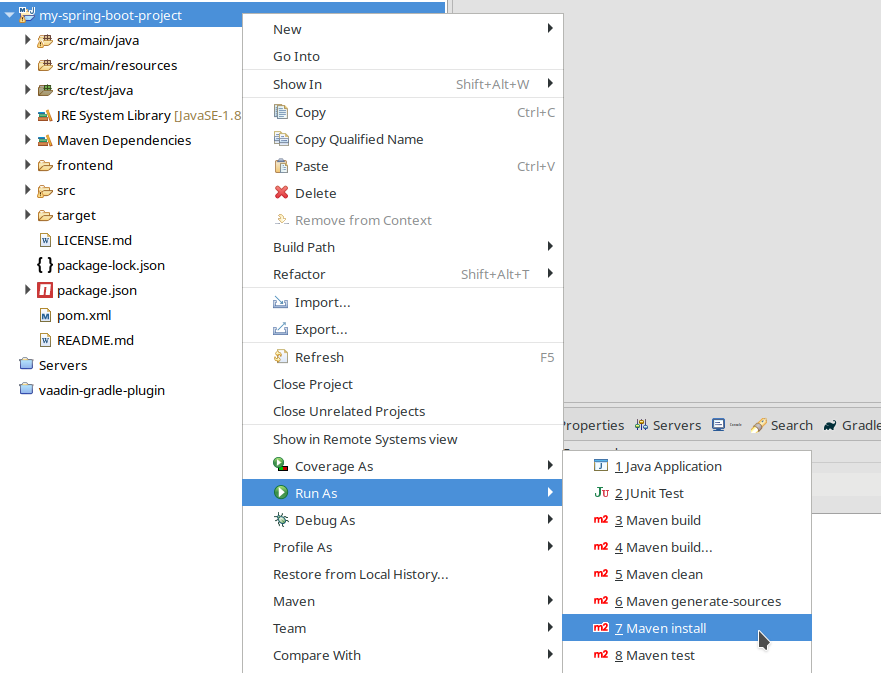 my-spring-boot-project
src/main/java
src/main/resources
src/test/java
JRE System Library [JavaSE-1.8
Maven Dependencies
frontend
src
target
LICENSE.md
package-lock.json
package.json
pom.xml
README.md
Servers
vaadin-gradle-plugin
New
Go Into
Show In Shift+Alt+W
Copy Ctrl+C
Copy Qualified Name
Paste Ctrl+V
Delete
Remove from Context
Build Path
Refactor Shift+Alt+T
Import...
Export...
Refresh F5
Close Project
Close Unrelated Projects
Show in Remote Systems view
Coverage As
Run As
Debug As
Profile As
Restore from Local History...
Maven
Team
Compare With
Properties Servers Console Search Gradle
1 Java Application
2 JUnit Test
3 Maven build
4 Maven build...
5 Maven clean
6 Maven generate-sources
7 Maven install
8 Maven test